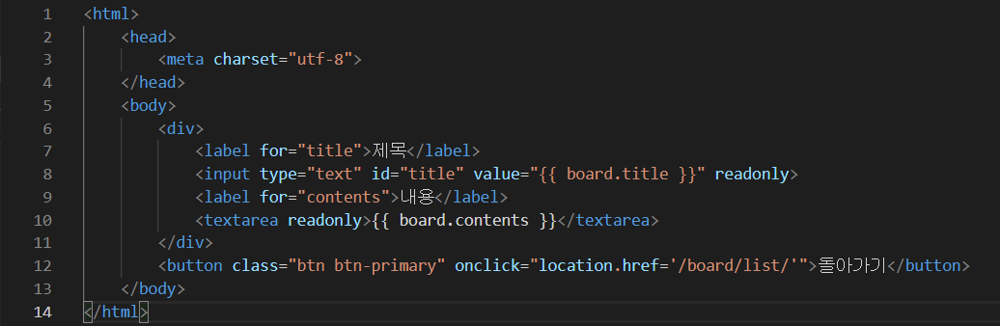 1 <html>
2 <head>
3 <meta charset="utf-8">
4 </head>
5 <body>
6 <div>
7 <label for="title">제목</label>
8 <input type="text" id="title" value="{{ board.title }}" readonly>
9 <label for="contents">내용</label>
10 <textarea readonly>{{ board.contents }}</textarea>
11 </div>
12 <button class="btn btn-primary" onclick="location.href='/board/list/'">돌아가기</button>
13 </body>
14 </html>